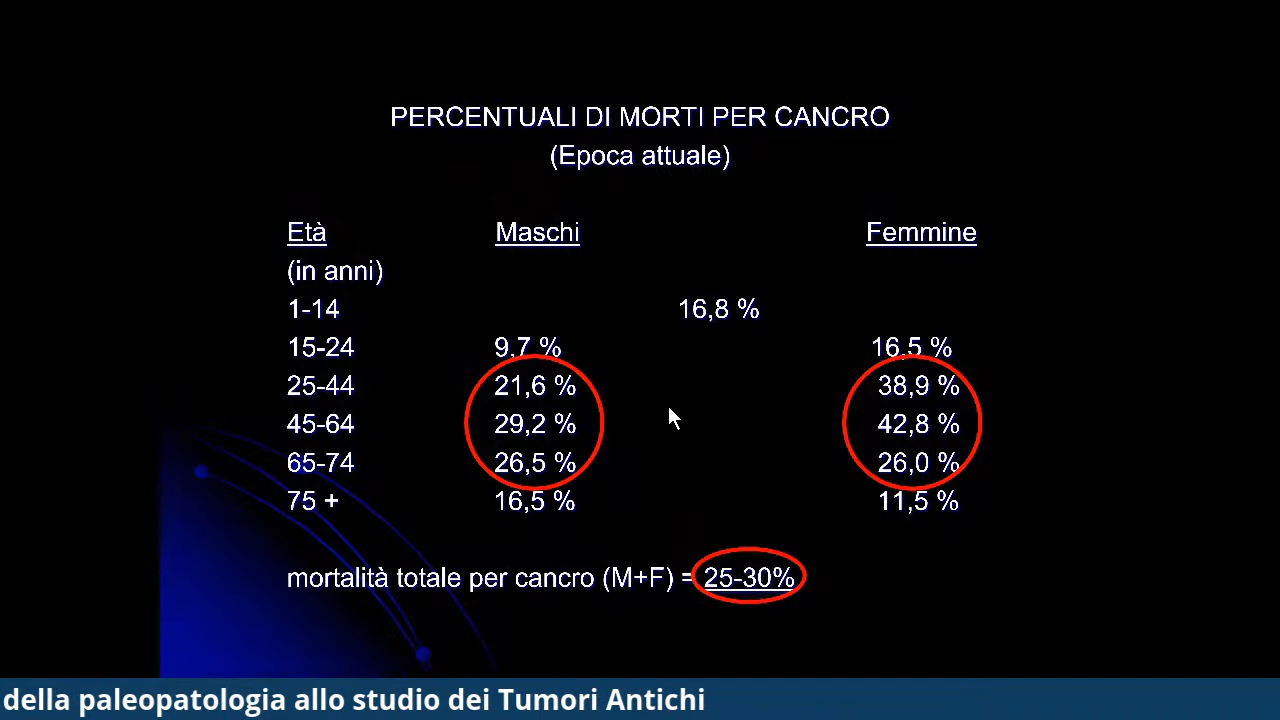 PERCENTUALI DI MORTI PER CANCRO
(Epoca attuale)
Età Maschi Femmine
(in anni)
1-14 16,8 %
15-24 9,7 % 16,5 %
25-44 21,6 % 38,9 %
45-64 29,2 % 42,8 %
65-74 26,5 % 26,0 %
75 + 16,5 % 11,5 %
mortalità totale per cancro (M+F) = 25-30%
della paleopatologia allo studio dei Tumori Antichi